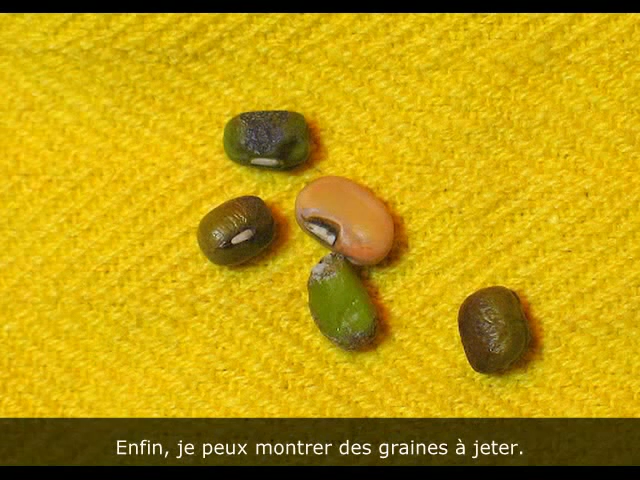 Enfin, je peux montrer des graines à jeter.